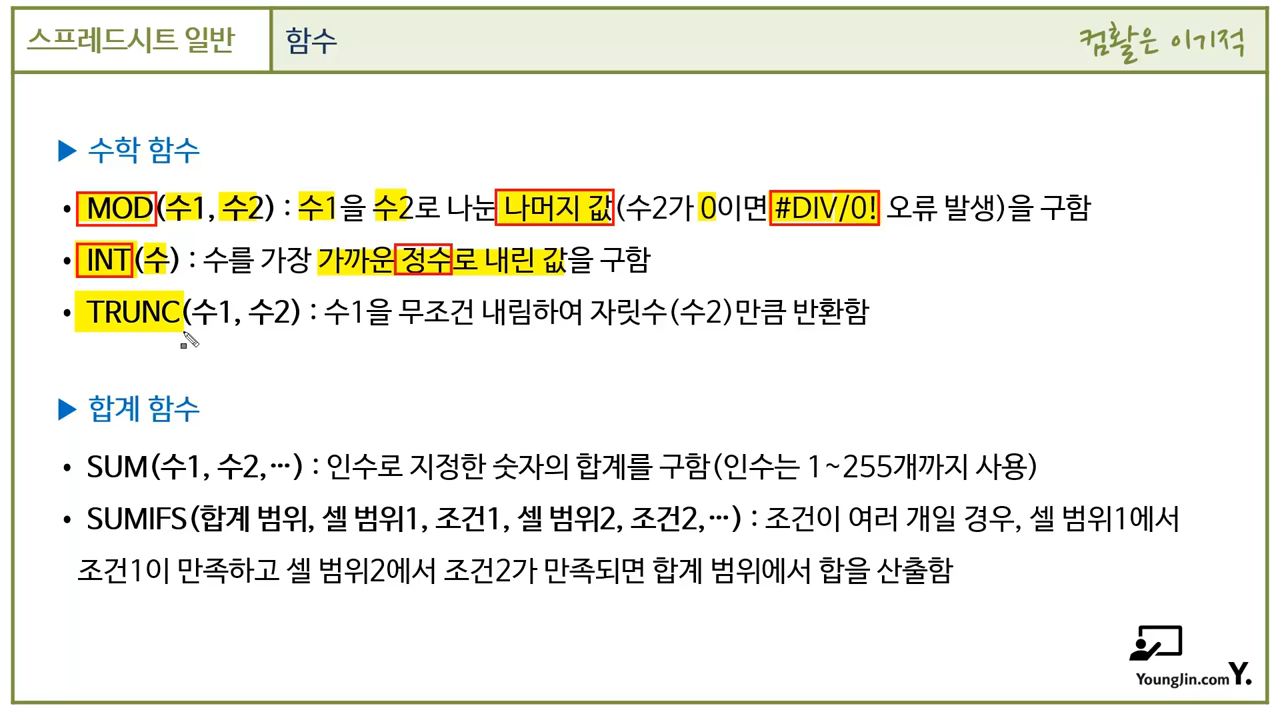 스프레드시트 일반
함수
컴활은 이기적
▶ 수학 함수
• MOD(수1, 수2) : 수1을 수2로 나눈 나머지 값(수2가 0이면 #DIV/0! 오류 발생)을 구함
• INT(수) : 수를 가장 가까운 정수로 내린 값을 구함
• TRUNC(수1, 수2) : 수1을 무조건 내림하여 자릿수(수2)만큼 반환함
▶ 합계 함수
• SUM(수1, 수2,…) : 인수로 지정한 숫자의 합계를 구함(인수는 1~255개까지 사용)
• SUMIFS(합계 범위, 셀 범위1, 조건1, 셀 범위2, 조건2,…) : 조건이 여러 개일 경우, 셀 범위1에서
조건1이 만족하고 셀 범위2에서 조건2가 만족되면 합계 범위에서 합을 산출함
YoungJin.com Y.